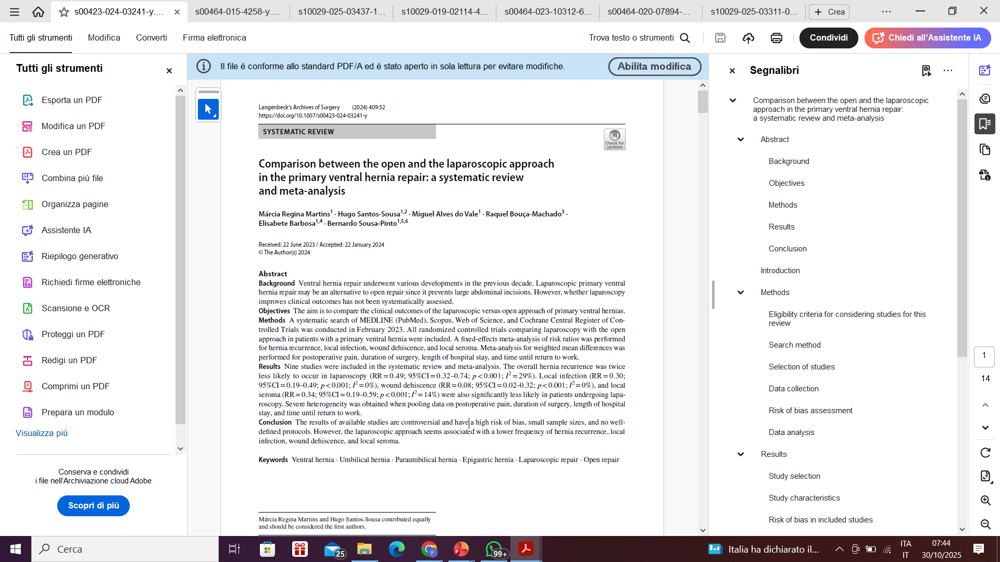 s00423-024-03241-y....
s00464-015-4258-y....
s10029-025-03437-1...
s10029-019-02114-4...
s00464-023-10312-6...
s00464-020-07894-...
s10029-025-03311-0...
Crea
Tutti gli strumenti
Modifica
Converti
Firma elettronica
Trova testo o strumenti
Condividi
Chiedi all'Assistente IA
Tutti gli strumenti
Esporta un PDF
Modifica un PDF
Crea un PDF
Combina più file
Organizza pagine
Assistente IA
Riepilogo generativo
Richiedi firme elettroniche
Scansione e OCR
Proteggi un PDF
Redigi un PDF
Comprimi un PDF
Prepara un modulo
Visualizza più
Conserva e condividi
i file nell'Archiviazione cloud Adobe
Scopri di più
Il file è conforme allo standard PDF/A ed è stato aperto in sola lettura per evitare modifiche.
Abilita modifica
Langenbeck's Archives of Surgery (2024) 409:52
https://doi.org/10.1007/s00423-024-03241-y
SYSTEMATIC REVIEW
Check for
updates
Comparison between the open and the laparoscopic approach
in the primary ventral hernia repair: a systematic review
and meta-analysis
Márcia Regina Martins1 · Hugo Santos-Sousa1,2 · Miguel Alves do Vale1 · Raquel Bouça-Machado3 ·
Elisabete Barbosa1,4 · Bernardo Sousa-Pinto1,5,6
Received: 22 June 2023 / Accepted: 22 January 2024
© The Author(s) 2024
Abstract
Background Ventral hernia repair underwent various developments in the previous decade. Laparoscopic primary ventral
hernia repair may be an alternative to open repair since it prevents large abdominal incisions. However, whether laparoscopy
improves clinical outcomes has not been systematically assessed.
Objectives The aim is to compare the clinical outcomes of the laparoscopic versus open approach of primary ventral hernias.
Methods A systematic search of MEDLINE (PubMed), Scopus, Web of Science, and Cochrane Central Register of Con-
trolled Trials was conducted in February 2023. All randomized controlled trials comparing laparoscopy with the open
approach in patients with a primary ventral hernia were included. A fixed-effects meta-analysis of risk ratios was performed
for hernia recurrence, local infection, wound dehiscence, and local seroma. Meta-analysis for weighted mean differences was
performed for postoperative pain, duration of surgery, length of hospital stay, and time until return to work.
Results Nine studies were included in the systematic review and meta-analysis. The overall hernia recurrence was twice
less likely to occur in laparoscopy (RR = 0.49; 95%CI = 0.32–0.74; p < 0.001; I2 = 29%). Local infection (RR = 0.30;
95%CI = 0.19–0.49; p < 0.001; I2 = 0%), wound dehiscence (RR = 0.08; 95%CI = 0.02–0.32; p < 0.001; I2 = 0%), and local
seroma (RR = 0.34; 95%CI = 0.19–0.59; p < 0.001; I2 = 14%) were also significantly less likely in patients undergoing lapa-
roscopy. Severe heterogeneity was obtained when pooling data on postoperative pain, duration of surgery, length of hospital
stay, and time until return to work.
Conclusion The results of available studies are controversial and have a high risk of bias, small sample sizes, and no well-
defined protocols. However, the laparoscopic approach seems associated with a lower frequency of hernia recurrence, local
infection, wound dehiscence, and local seroma.
Keywords Ventral hernia · Umbilical hernia · Paraumbilical hernia · Epigastric hernia · Laparoscopic repair · Open repair
Márcia Regina Martins and Hugo Santos-Sousa contributed equally
and should be considered the first authors.
Segnalibri
Comparison between the open and the laparoscopic
approach in the primary ventral hernia repair:
a systematic review and meta-analysis
Abstract
Background
Objectives
Methods
Results
Conclusion
Introduction
Methods
Eligibility criteria for considering studies for this
review
Search method
Selection of studies
Data collection
Risk of bias assessment
Data analysis
Results
Study selection
Study characteristics
Risk of bias in included studies
1
14
Cerca
25
99+
Italia ha dichiarato il...
ITA
IT
07:44
30/10/2025